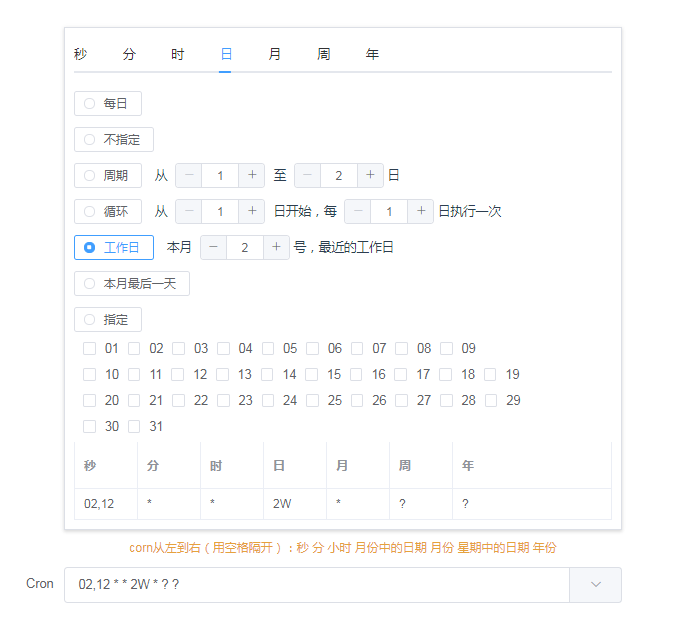 秒 分 时 日 月 周 年
每日
不指定
周期 从 − 1 + 至 − 2 + 日
循环 从 − 1 + 日开始，每 − 1 + 日执行一次
工作日 本月 − 2 + 号，最近的工作日
本月最后一天
指定
01 02 03 04 05 06 07 08 09
10 11 12 13 14 15 16 17 18 19
20 21 22 23 24 25 26 27 28 29
30 31
秒 分 时 日 月 周 年
02,12 * * 2W * ? ?
corn从左到右（用空格隔开）：秒 分 小时 月份中的日期 月份 星期中的日期 年份
Cron 02,12 * * 2W * ? ?